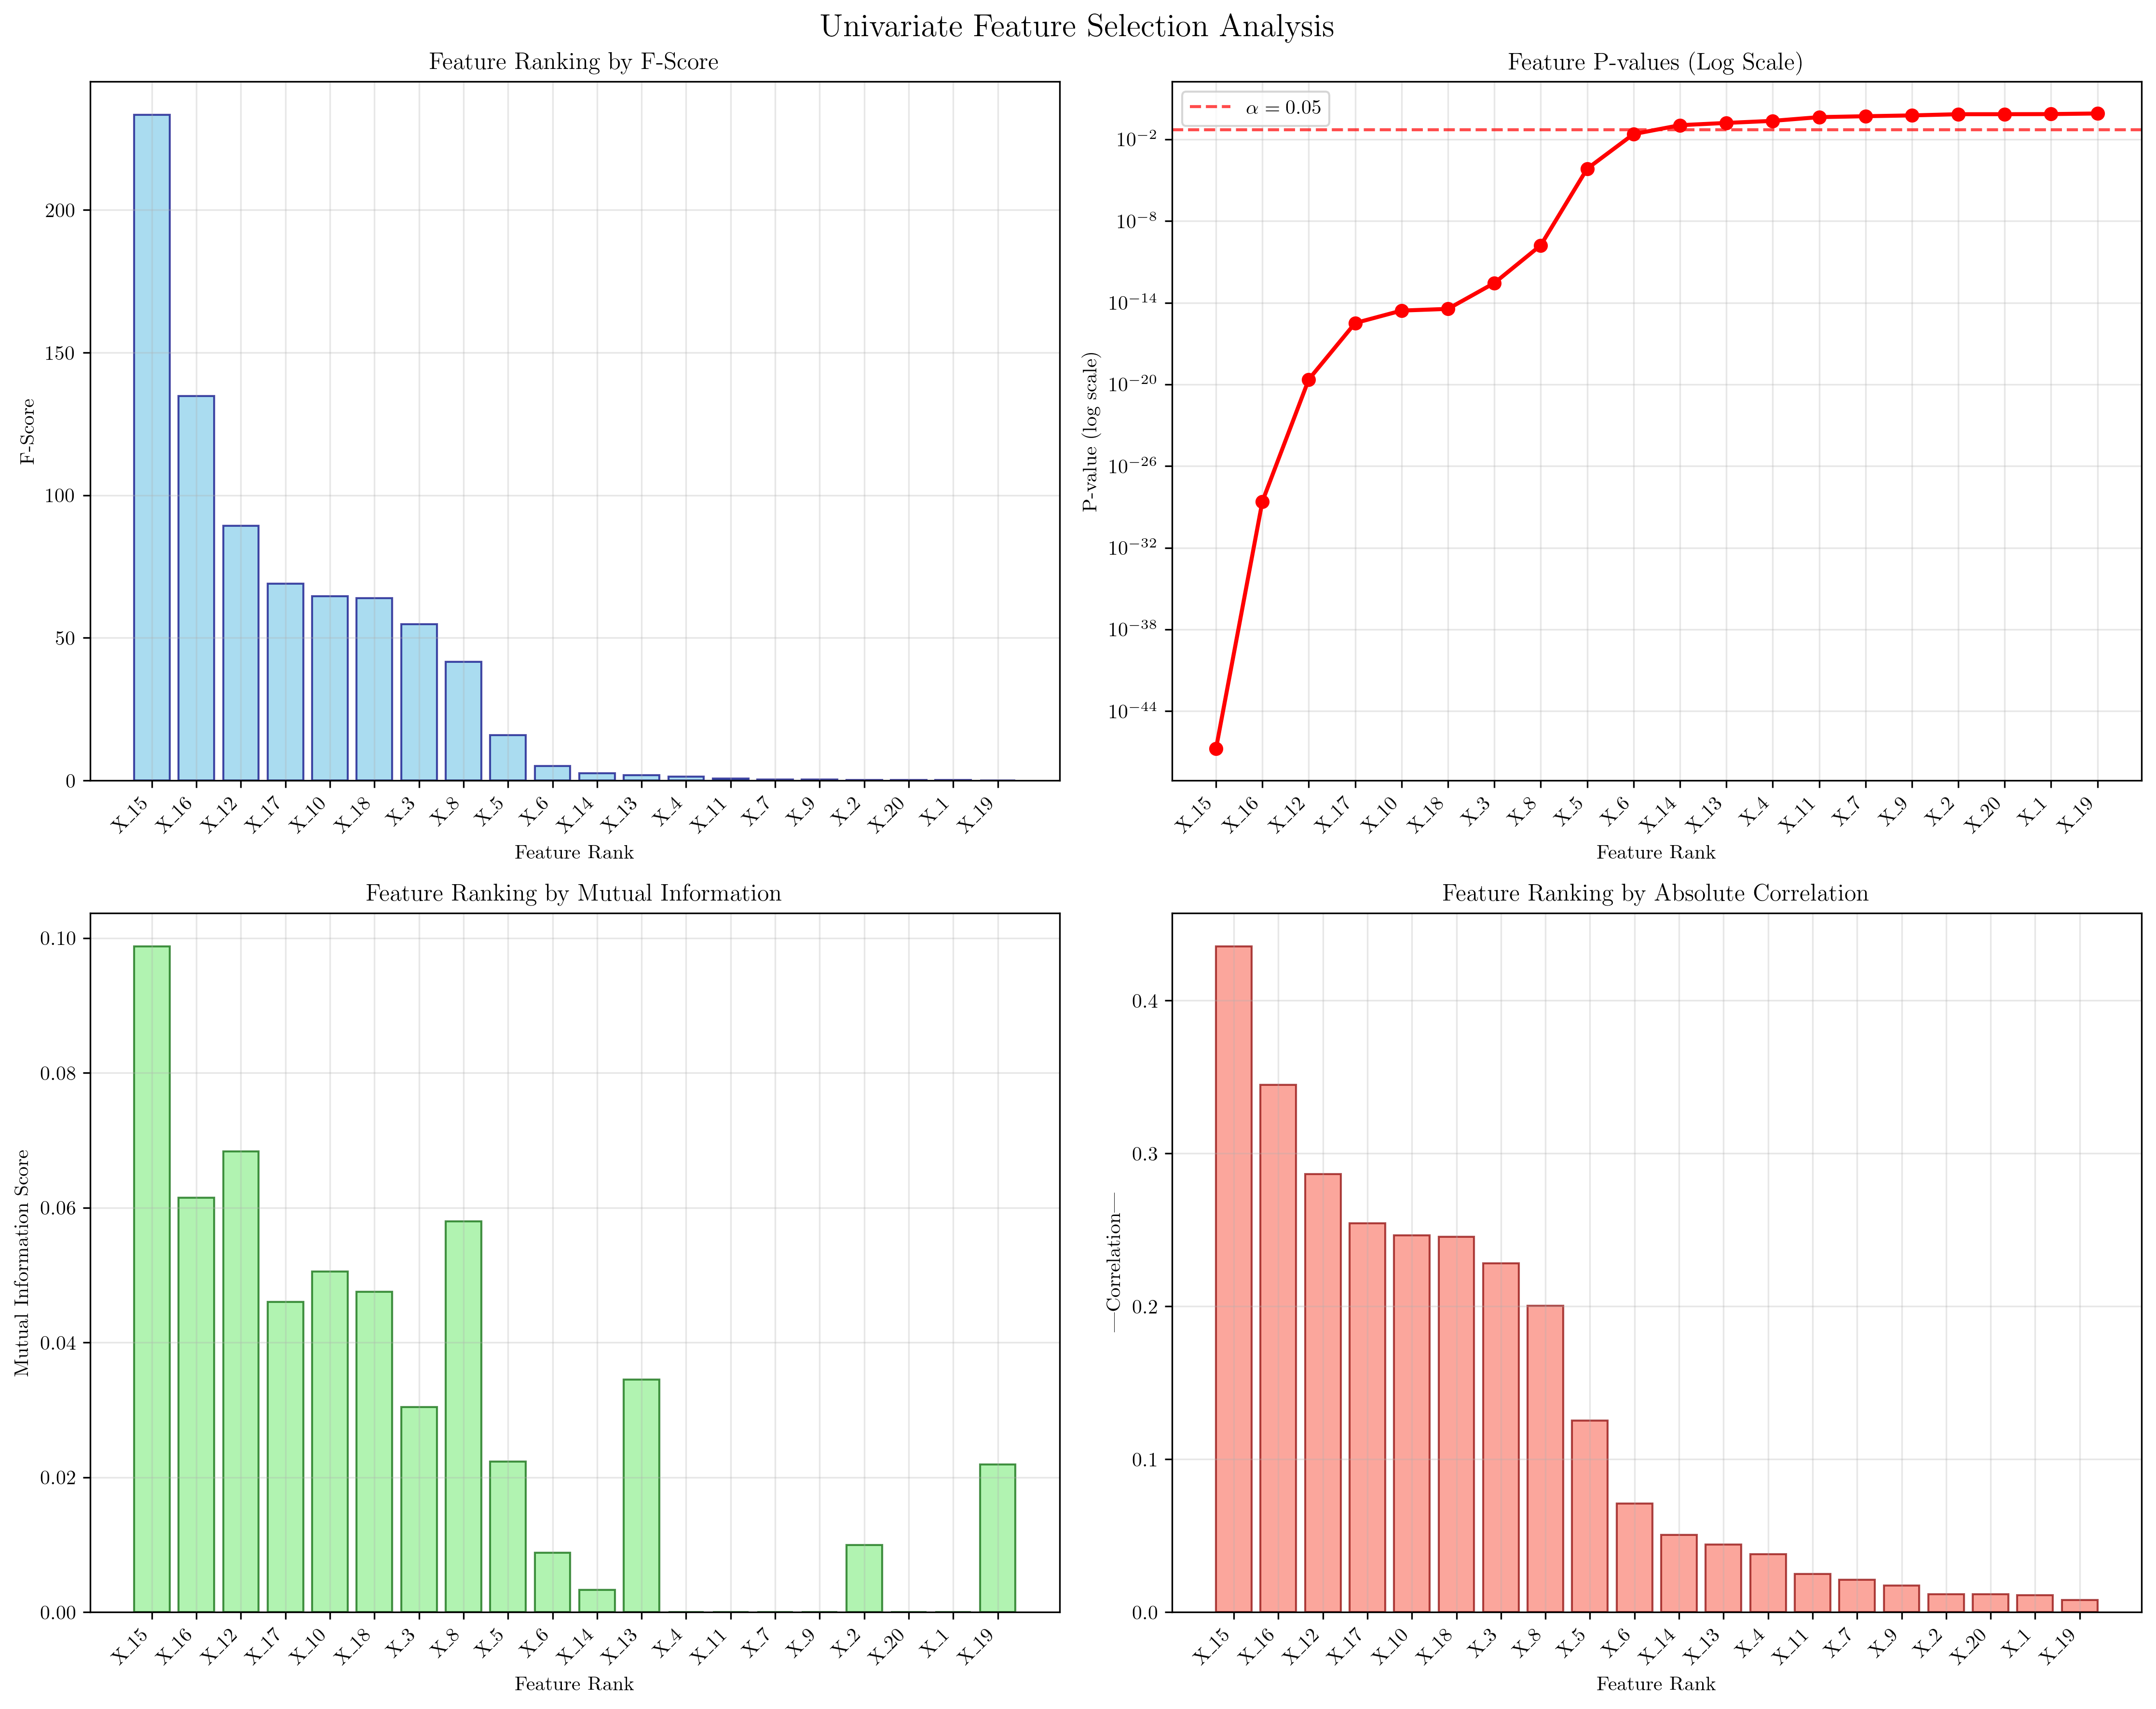 Univariate Feature Selection Analysis
Feature Ranking by F-Score
F-Score
200
150
100
50
0
X_15 X_16 X_12 X_17 X_10 X_18 X_3 X_8 X_5 X_6 X_14 X_13 X_4 X_11 X_7 X_9 X_2 X_20 X_1 X_19
Feature Rank
Feature P-values (Log Scale)
α = 0.05
P-value (log scale)
10⁻²
10⁻⁸
10⁻¹⁴
10⁻²⁰
10⁻²⁶
10⁻³²
10⁻³⁸
10⁻⁴⁴
X_15 X_16 X_12 X_17 X_10 X_18 X_3 X_8 X_5 X_6 X_14 X_13 X_4 X_11 X_7 X_9 X_2 X_20 X_1 X_19
Feature Rank
Feature Ranking by Mutual Information
Mutual Information Score
0.10
0.08
0.06
0.04
0.02
0.00
X_15 X_16 X_12 X_17 X_10 X_18 X_3 X_8 X_5 X_6 X_14 X_13 X_4 X_11 X_7 X_9 X_2 X_20 X_1 X_19
Feature Rank
Feature Ranking by Absolute Correlation
—Correlation—
0.4
0.3
0.2
0.1
0.0
X_15 X_16 X_12 X_17 X_10 X_18 X_3 X_8 X_5 X_6 X_14 X_13 X_4 X_11 X_7 X_9 X_2 X_20 X_1 X_19
Feature Rank